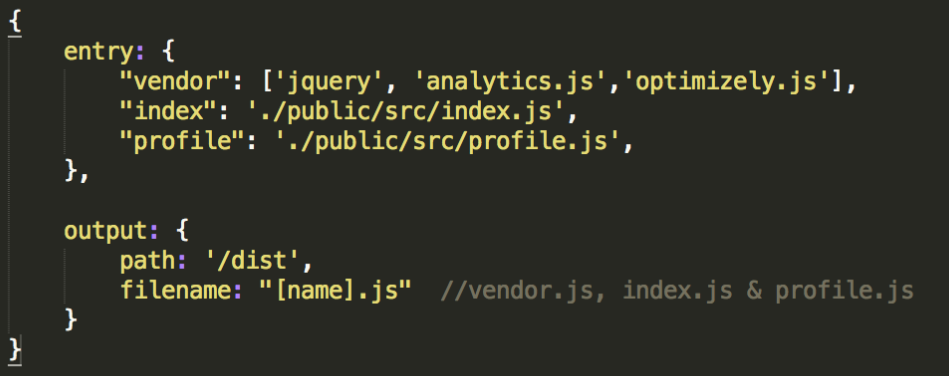 {
    entry: {
        "vendor": ['jquery', 'analytics.js','optimizely.js'],
        "index": './public/src/index.js',
        "profile": './public/src/profile.js',
    },

    output: {
        path: '/dist',
        filename: "[name].js"  //vendor.js, index.js & profile.js
    }
}